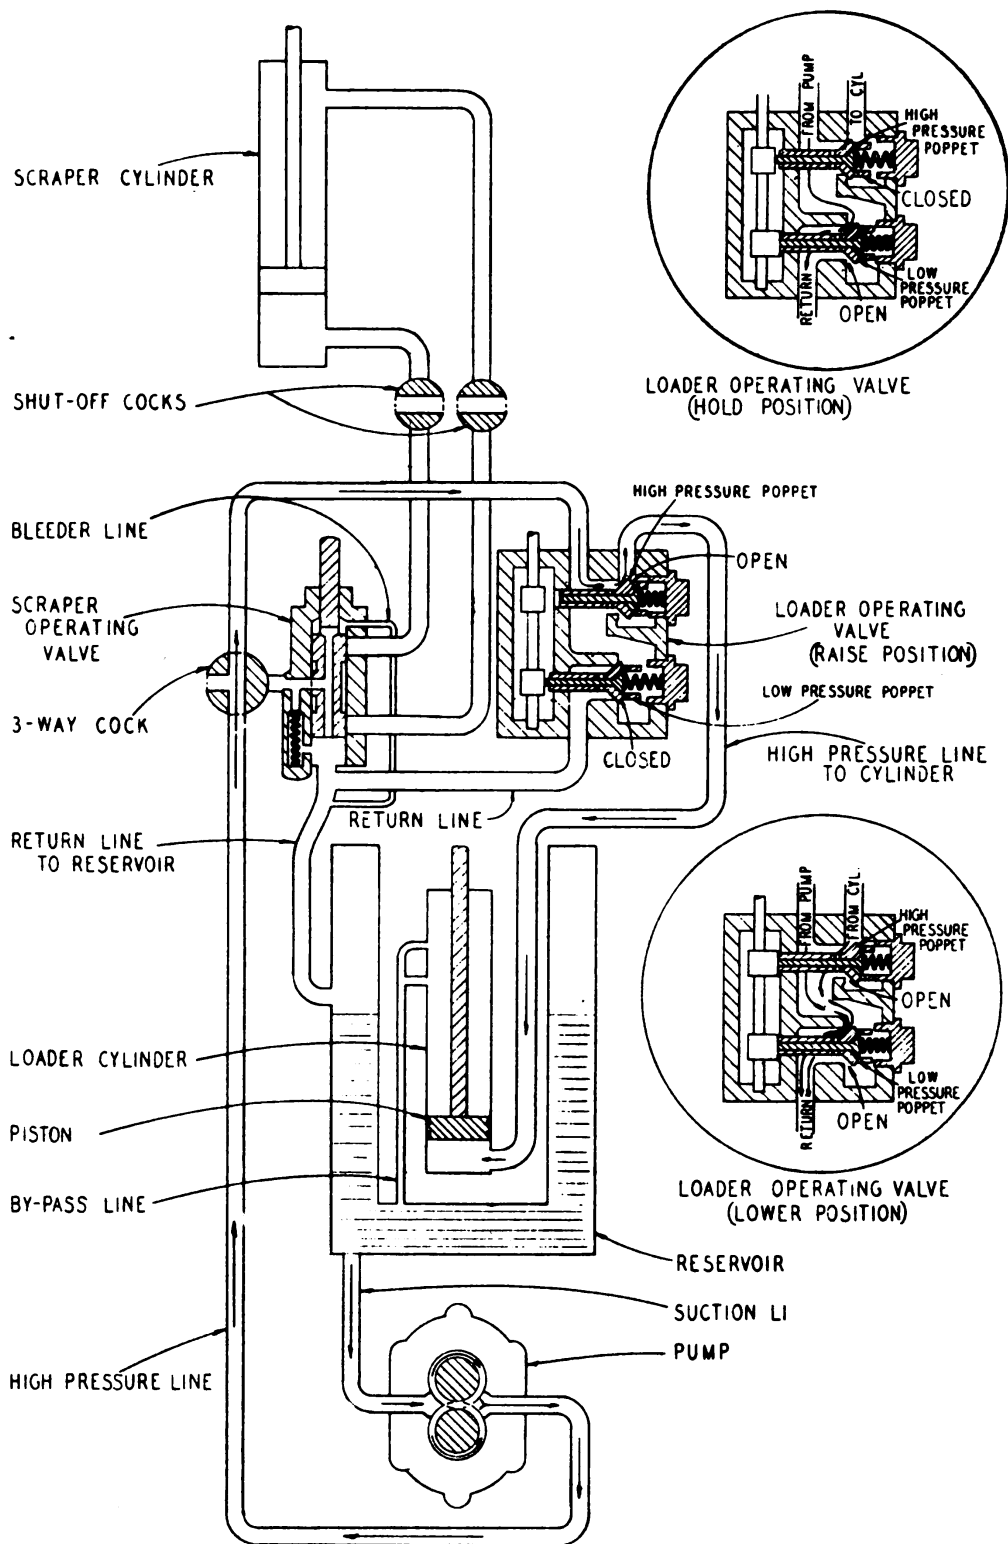 FROM PUMP
TO CYL
HIGH
PRESSURE
POPPET
CLOSED
RETURN
LOW
PRESSURE
POPPET
OPEN
LOADER OPERATING VALVE
(HOLD POSITION)
SCRAPER CYLINDER
SHUT-OFF COCKS
BLEEDER LINE
HIGH PRESSURE POPPET
OPEN
SCRAPER
OPERATING
VALVE
LOADER OPERATING
VALVE
(RAISE POSITION)
3-WAY COCK
LOW PRESSURE POPPET
CLOSED
HIGH PRESSURE LINE
TO CYLINDER
RETURN LINE
RETURN LINE
TO RESERVOIR
FROM PUMP
FROM CYL.
HIGH
PRESSURE
POPPET
OPEN
RETURN
LOW
PRESSURE
POPPET
OPEN
LOADER OPERATING VALVE
(LOWER POSITION)
LOADER CYLINDER
PISTON
BY-PASS LINE
RESERVOIR
SUCTION LI
PUMP
HIGH PRESSURE LINE